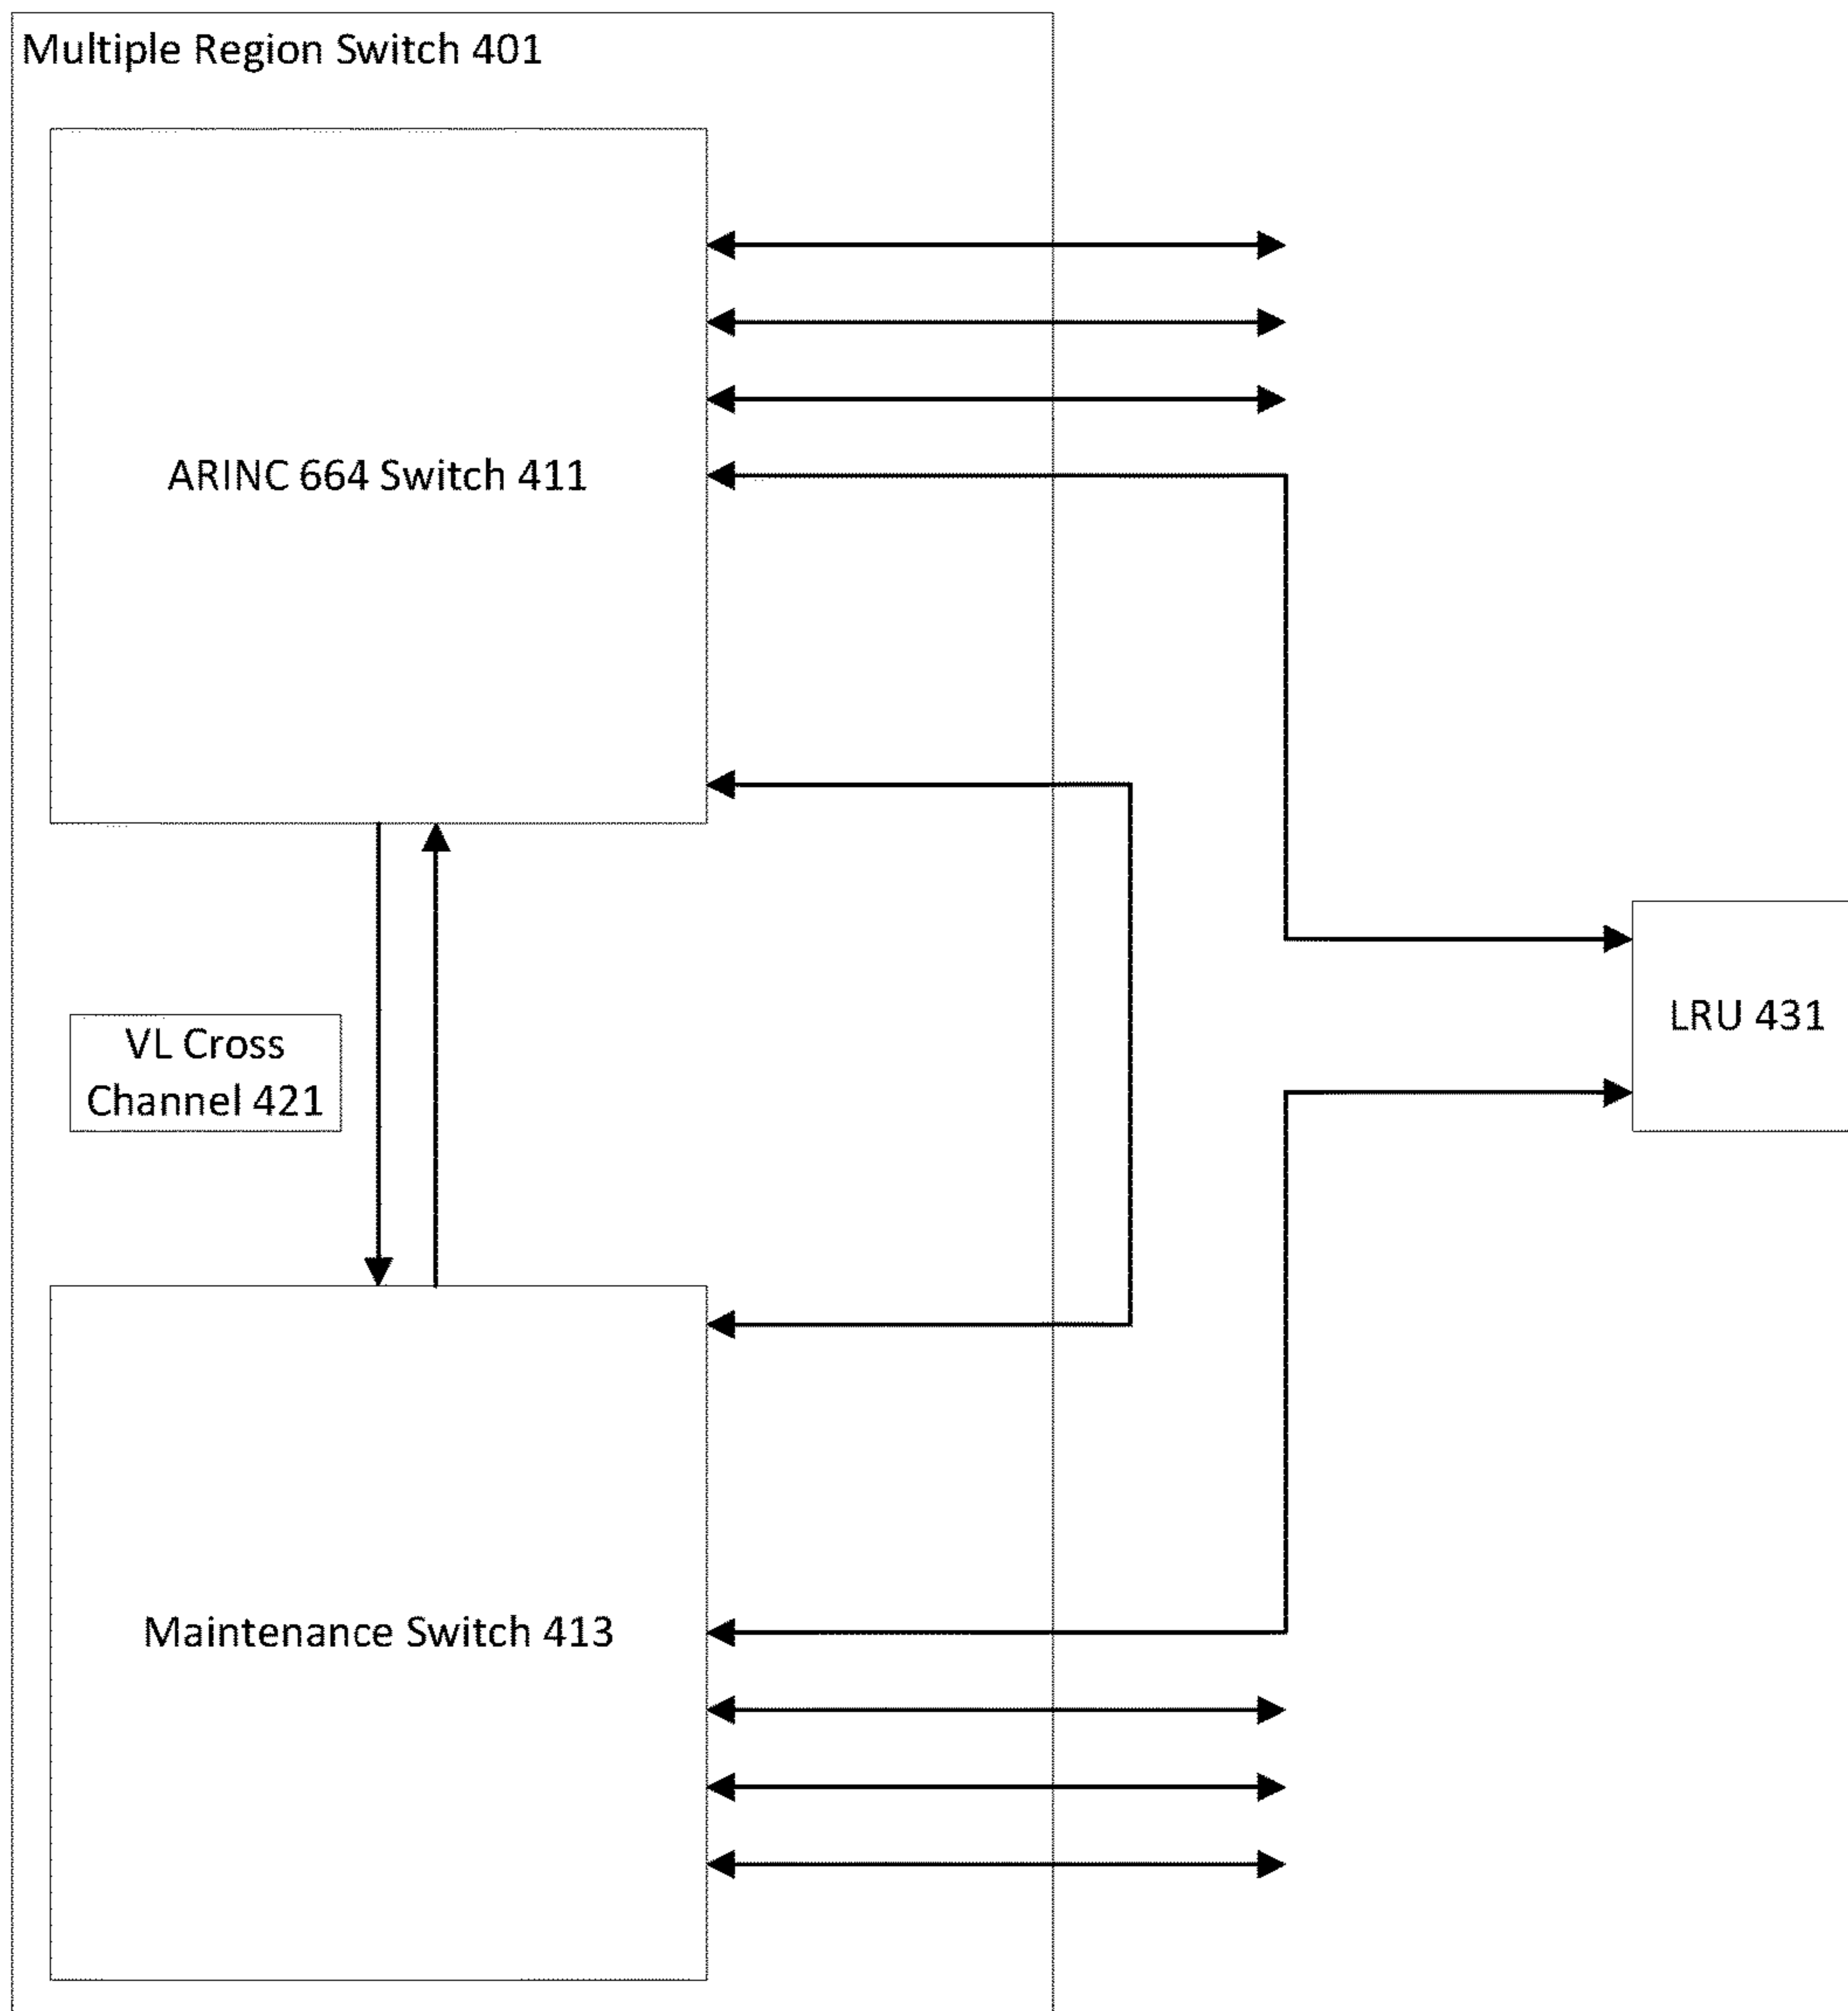 Multiple Region Switch 401
ARINC 664 Switch 411
VL Cross
Channel 421
LRU 431
Maintenance Switch 413